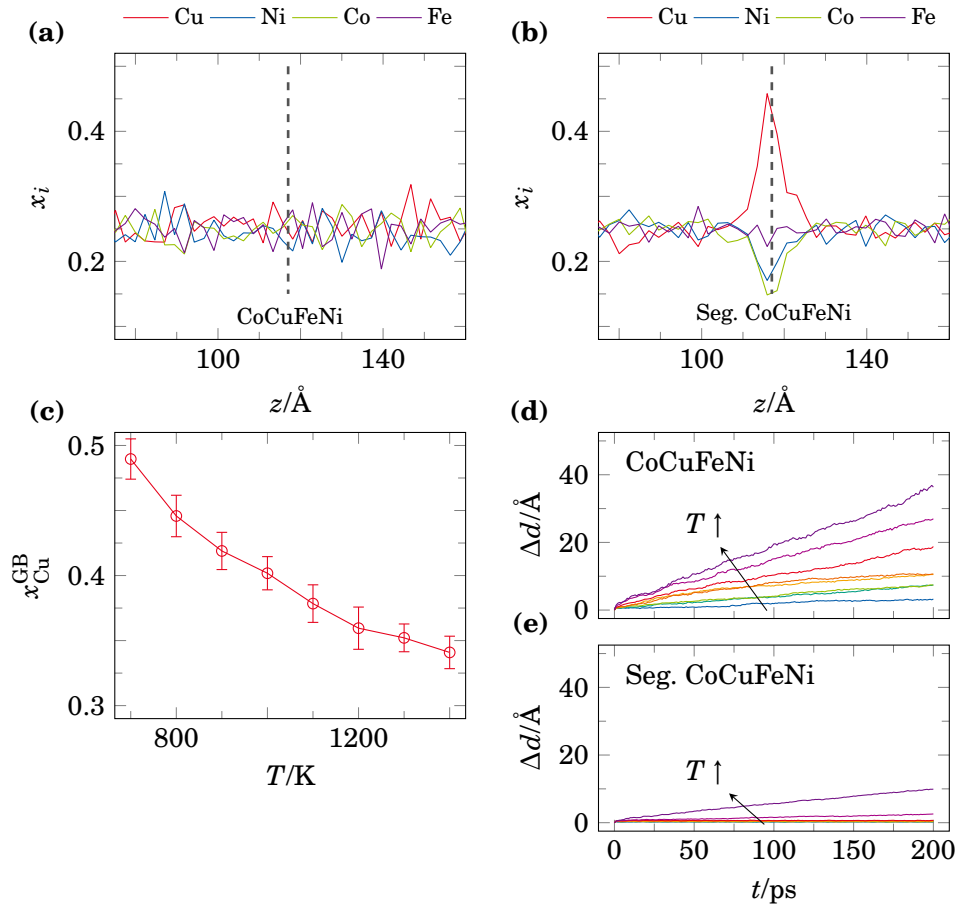 Cu Ni Co Fe
(a)
0.4
0.2
x_i
CoCuFeNi
100 140
z/Å
Cu Ni Co Fe
(b)
0.4
0.2
x_i
Seg. CoCuFeNi
100 140
z/Å
(c)
0.5
0.4
0.3
x_Cu^GB
800 1200
T/K
(d)
CoCuFeNi
T ↑
40
20
0
Δd/Å
(e)
Seg. CoCuFeNi
T ↑
40
20
0
Δd/Å
0 50 100 150 200
t/ps